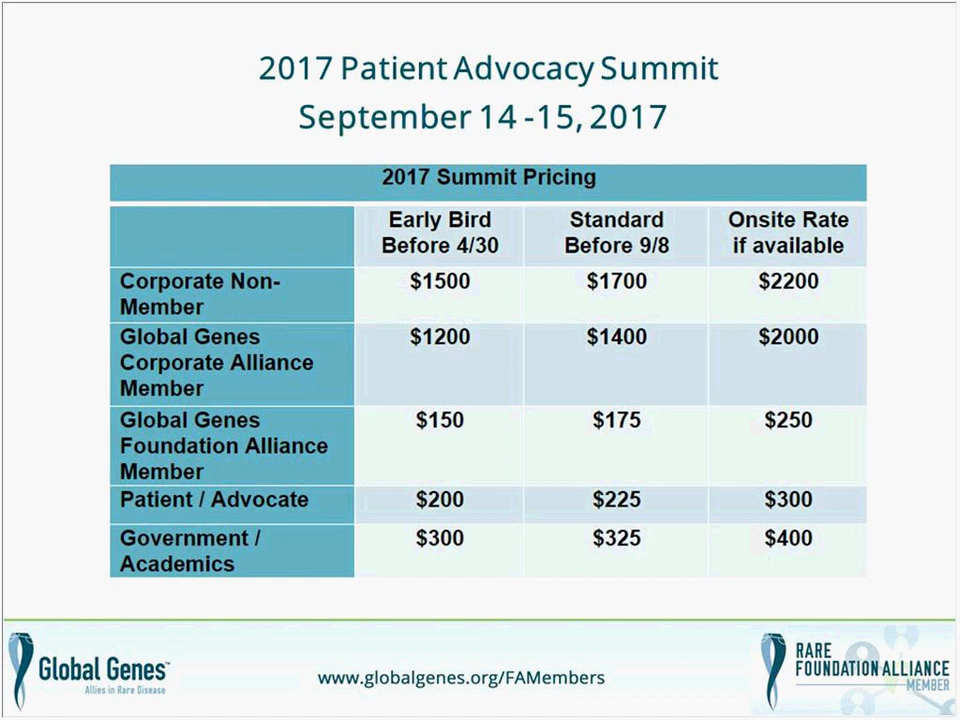 2017 Patient Advocacy Summit
September 14 -15, 2017
2017 Summit Pricing
Early Bird Before 4/30 Standard Before 9/8 Onsite Rate if available
Corporate Non-Member $1500 $1700 $2200
Global Genes Corporate Alliance Member $1200 $1400 $2000
Global Genes Foundation Alliance Member $150 $175 $250
Patient / Advocate $200 $225 $300
Government / Academics $300 $325 $400
Global Genes™
Allies in Rare Disease
www.globalgenes.org/FAMembers
RARE
FOUNDATION ALLIANCE
MEMBER